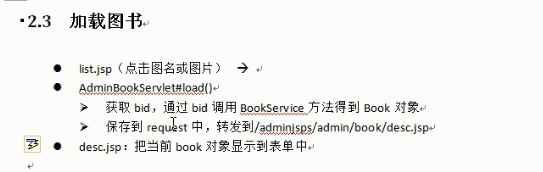 2.3 加载图书
● list.jsp（点击图名或图片） →
● AdminBookServlet#load()
➢ 获取 bid，通过 bid 调用 BookService 方法得到 Book 对象
➢ 保存到 request 中，转发到/adminjsps/admin/book/desc.jsp
● desc.jsp：把当前 book 对象显示到表单中